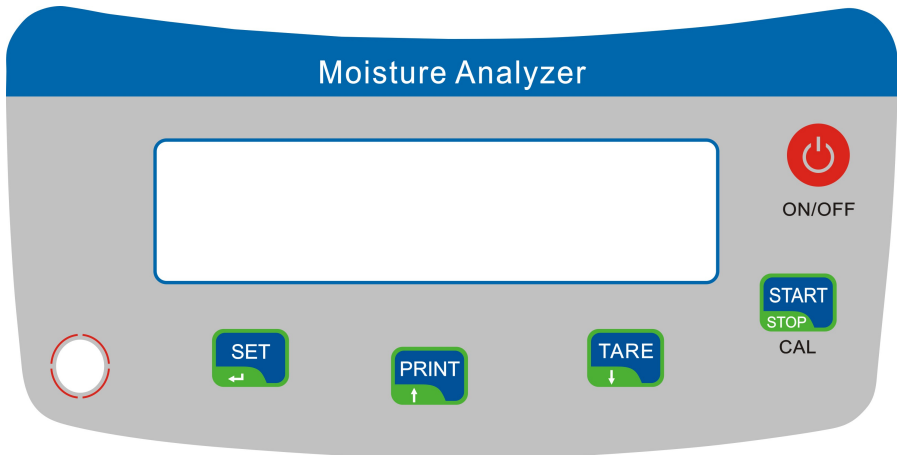 Moisture Analyzer
ON/OFF
START
STOP
CAL
SET
PRINT
TARE